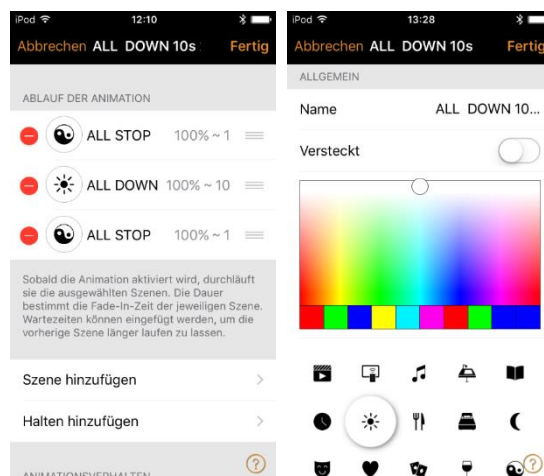 iPod 12:10
Abbrechen ALL DOWN 10s Fertig
ABLAUF DER ANIMATION
ALL STOP 100% ~ 1
ALL DOWN 100% ~ 10
ALL STOP 100% ~ 1
Sobald die Animation aktiviert wird, durchläuft
sie die ausgewählten Szenen. Die Dauer
bestimmt die Fade-In-Zeit der jeweiligen Szene.
Wartezeiten können eingefügt werden, um die
vorherige Szene länger laufen zu lassen.
Szene hinzufügen
Halten hinzufügen
?
ANIMATIONSVERHALTEN
iPod 13:28
Abbrechen ALL DOWN 10s Fertig
ALLGEMEIN
Name ALL DOWN 10...
Versteckt
?